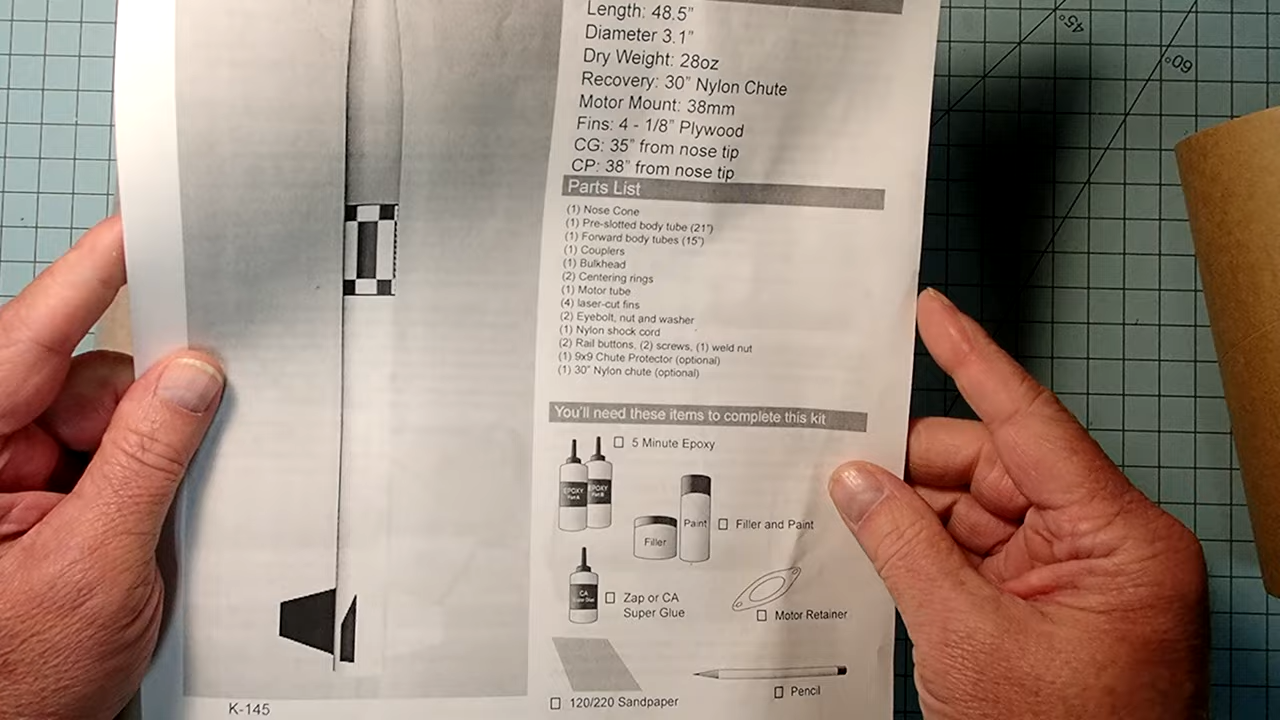 Length: 48.5"
Diameter 3.1"
Dry Weight: 28oz
Recovery: 30" Nylon Chute
Motor Mount: 38mm
Fins: 4 - 1/8" Plywood
CG: 35" from nose tip
CP: 38" from nose tip
Parts List
(1) Nose Cone
(1) Pre-slotted body tube (21")
(1) Forward body tubes (15")
(1) Couplers
(1) Bulkhead
(2) Centering rings
(1) Motor tube
(4) laser-cut fins
(2) Eyebolt, nut and washer
(1) Nylon shock cord
(2) Rail buttons, (2) screws, (1) weld nut
(1) 9x9 Chute Protector (optional)
(1) 30" Nylon chute (optional)
You'll need these items to complete this kit
5 Minute Epoxy
EPOXY
Part A
EPOXY
Part B
Paint
Filler
Filler and Paint
CA
Super Glue
Zap or CA
Super Glue
Motor Retainer
120/220 Sandpaper
Pencil
K-145
45°
60°